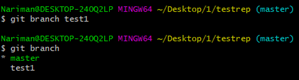 Nariman@DESKTOP-240Q2LP MINGW64 ~/Desktop/1/testrep (master)
$ git branch test1
Nariman@DESKTOP-240Q2LP MINGW64 ~/Desktop/1/testrep (master)
$ git branch
* master
  test1